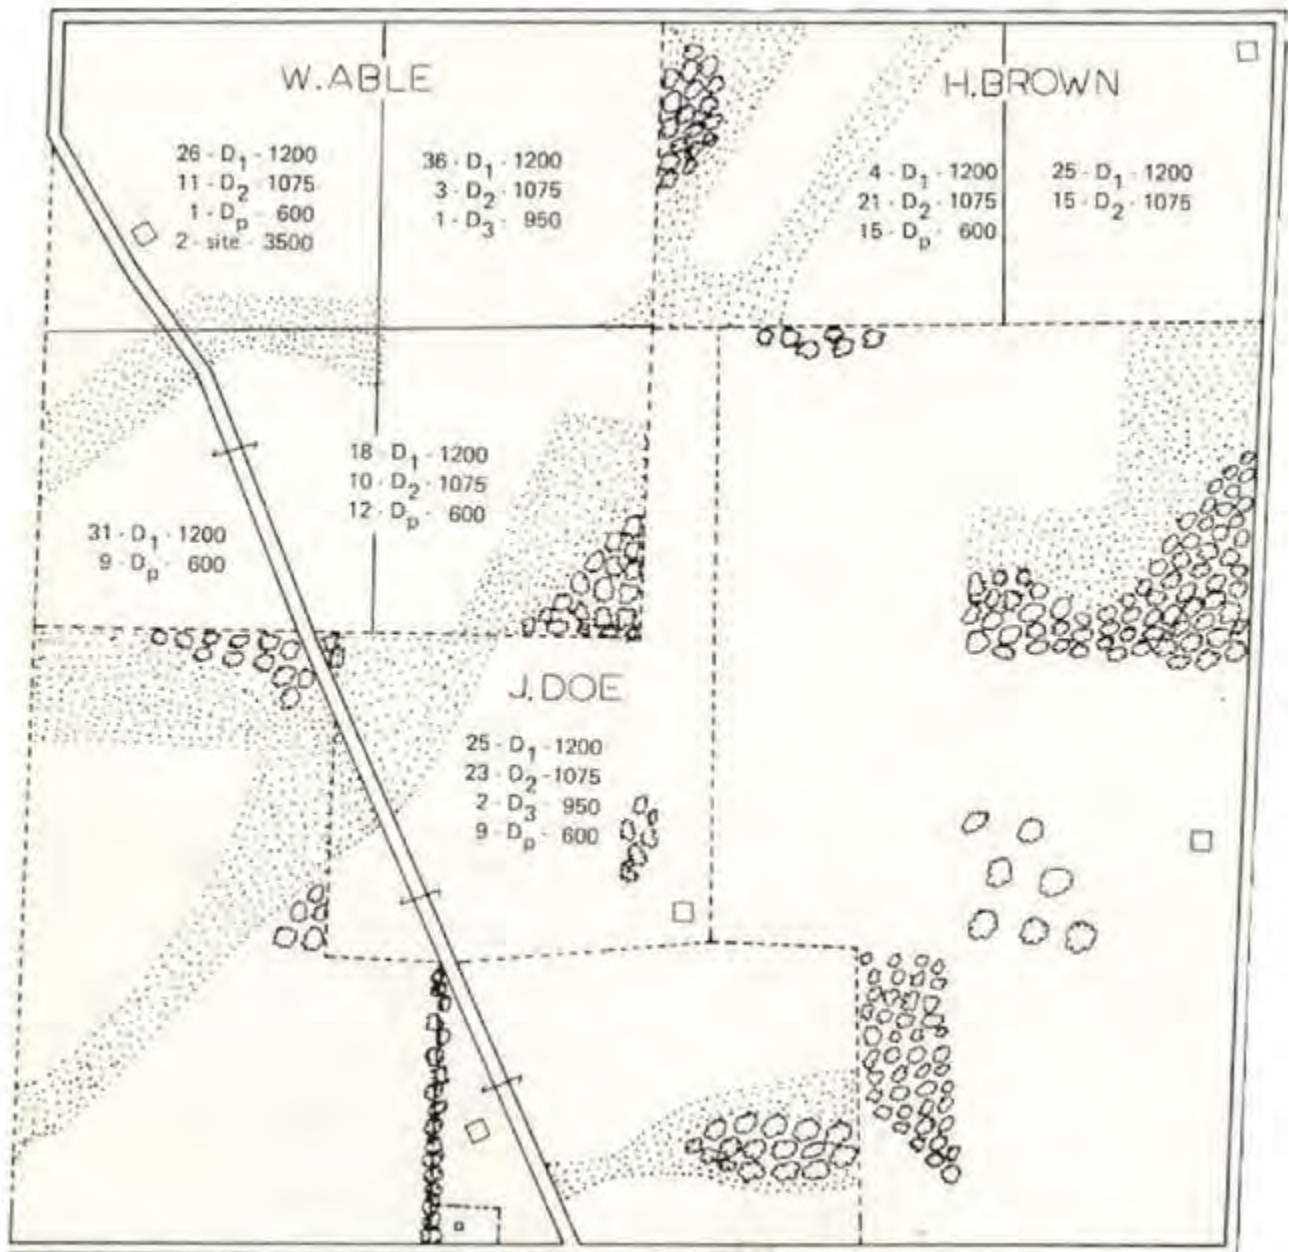 W. ABLE
26 - D1 - 1200
11 - D2 - 1075
1 - Dp - 600
2 - site - 3500
36 - D1 - 1200
3 - D2 - 1075
1 - D3 - 950
H. BROWN
4 - D1 - 1200
21 - D2 - 1075
15 - Dp - 600
25 - D1 - 1200
15 - D2 - 1075
18 - D1 - 1200
10 - D2 - 1075
12 - Dp - 600
31 - D1 - 1200
9 - Dp - 600
J. DOE
25 - D1 - 1200
23 - D2 - 1075
2 - D3 - 950
9 - Dp - 600